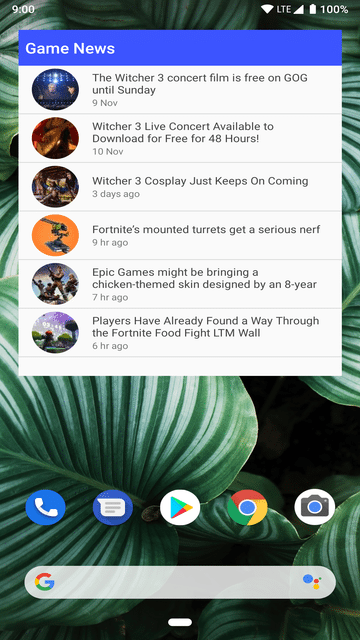 9:00
LTE
100%
Game News
The Witcher 3 concert film is free on GOG
until Sunday
9 Nov
Witcher 3 Live Concert Available to
Download for Free for 48 Hours!
10 Nov
Witcher 3 Cosplay Just Keeps On Coming
3 days ago
Fortnite's mounted turrets get a serious nerf
9 hr ago
Epic Games might be bringing a
chicken-themed skin designed by an 8-year
7 hr ago
Players Have Already Found a Way Through
the Fortnite Food Fight LTM Wall
6 hr ago
G